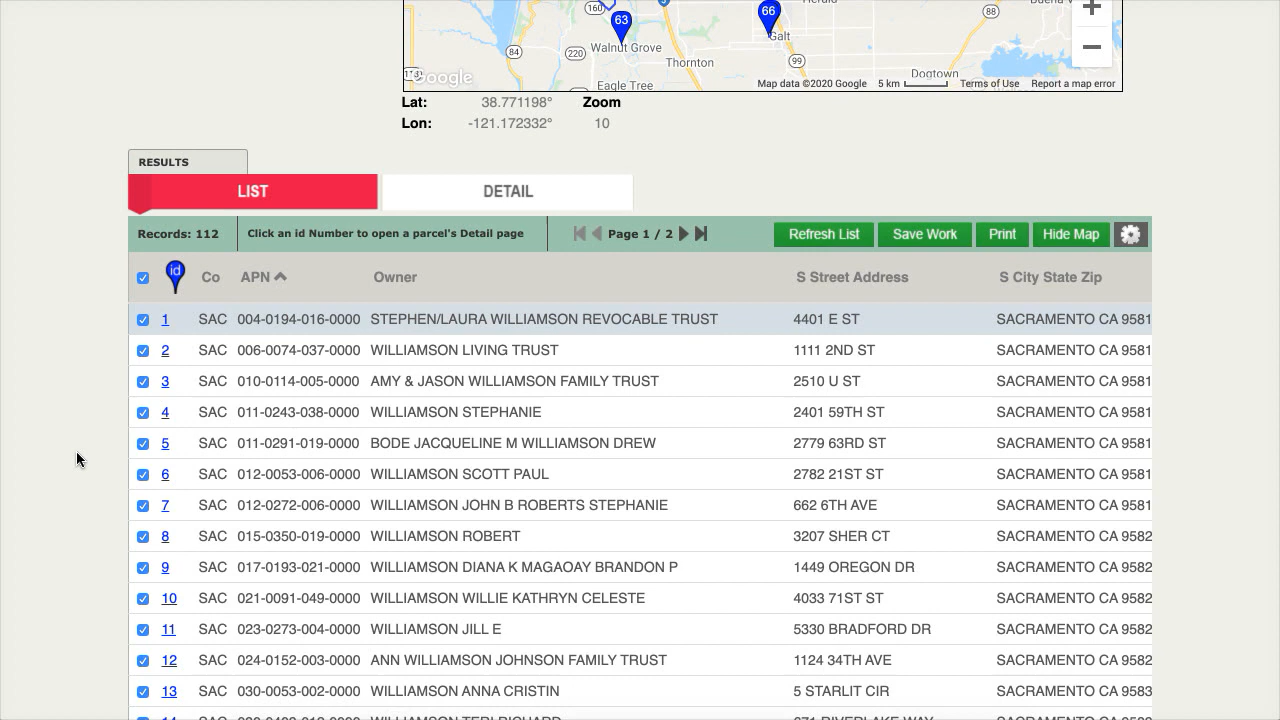 160
63
66
Galt
88
Walnut Grove
84
220
Thornton
99
Eagle Tree
Dogtown
Google
Map data ©2020 Google 5 km Terms of Use Report a map error
Lat: 38.771198° Zoom
Lon: -121.172332° 10
RESULTS
LIST DETAIL
Records: 112 Click an id Number to open a parcel's Detail page Page 1 / 2 Refresh List Save Work Print Hide Map
id Co APN Owner S Street Address S City State Zip
1 SAC 004-0194-016-0000 STEPHEN/LAURA WILLIAMSON REVOCABLE TRUST 4401 E ST SACRAMENTO CA 9581
2 SAC 006-0074-037-0000 WILLIAMSON LIVING TRUST 1111 2ND ST SACRAMENTO CA 9581
3 SAC 010-0114-005-0000 AMY & JASON WILLIAMSON FAMILY TRUST 2510 U ST SACRAMENTO CA 9581
4 SAC 011-0243-038-0000 WILLIAMSON STEPHANIE 2401 59TH ST SACRAMENTO CA 9581
5 SAC 011-0291-019-0000 BODE JACQUELINE M WILLIAMSON DREW 2779 63RD ST SACRAMENTO CA 9581
6 SAC 012-0053-006-0000 WILLIAMSON SCOTT PAUL 2782 21ST ST SACRAMENTO CA 9581
7 SAC 012-0272-006-0000 WILLIAMSON JOHN B ROBERTS STEPHANIE 662 6TH AVE SACRAMENTO CA 9581
8 SAC 015-0350-019-0000 WILLIAMSON ROBERT 3207 SHER CT SACRAMENTO CA 9582
9 SAC 017-0193-021-0000 WILLIAMSON DIANA K MAGAOAY BRANDON P 1449 OREGON DR SACRAMENTO CA 9582
10 SAC 021-0091-049-0000 WILLIAMSON WILLIE KATHRYN CELESTE 4033 71ST ST SACRAMENTO CA 9582
11 SAC 023-0273-004-0000 WILLIAMSON JILL E 5330 BRADFORD DR SACRAMENTO CA 9582
12 SAC 024-0152-003-0000 ANN WILLIAMSON JOHNSON FAMILY TRUST 1124 34TH AVE SACRAMENTO CA 9582
13 SAC 030-0053-002-0000 WILLIAMSON ANNA CRISTIN 5 STARLIT CIR SACRAMENTO CA 9583